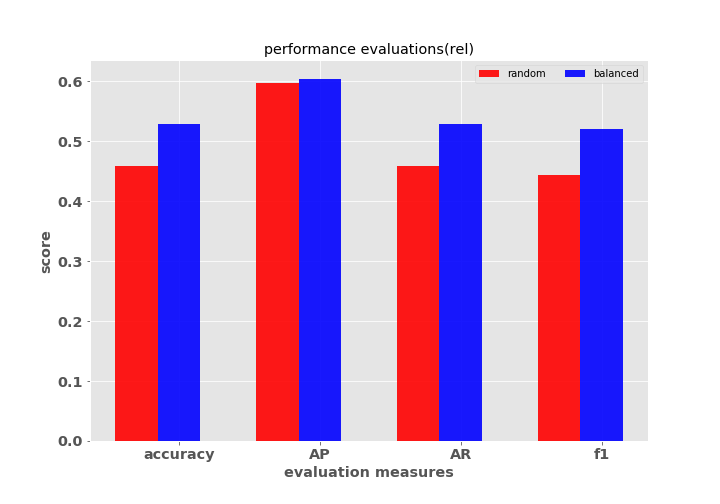 performance evaluations(rel)
random balanced
0.6
0.5
0.4
0.3
0.2
0.1
0.0
score
accuracy AP AR f1
evaluation measures